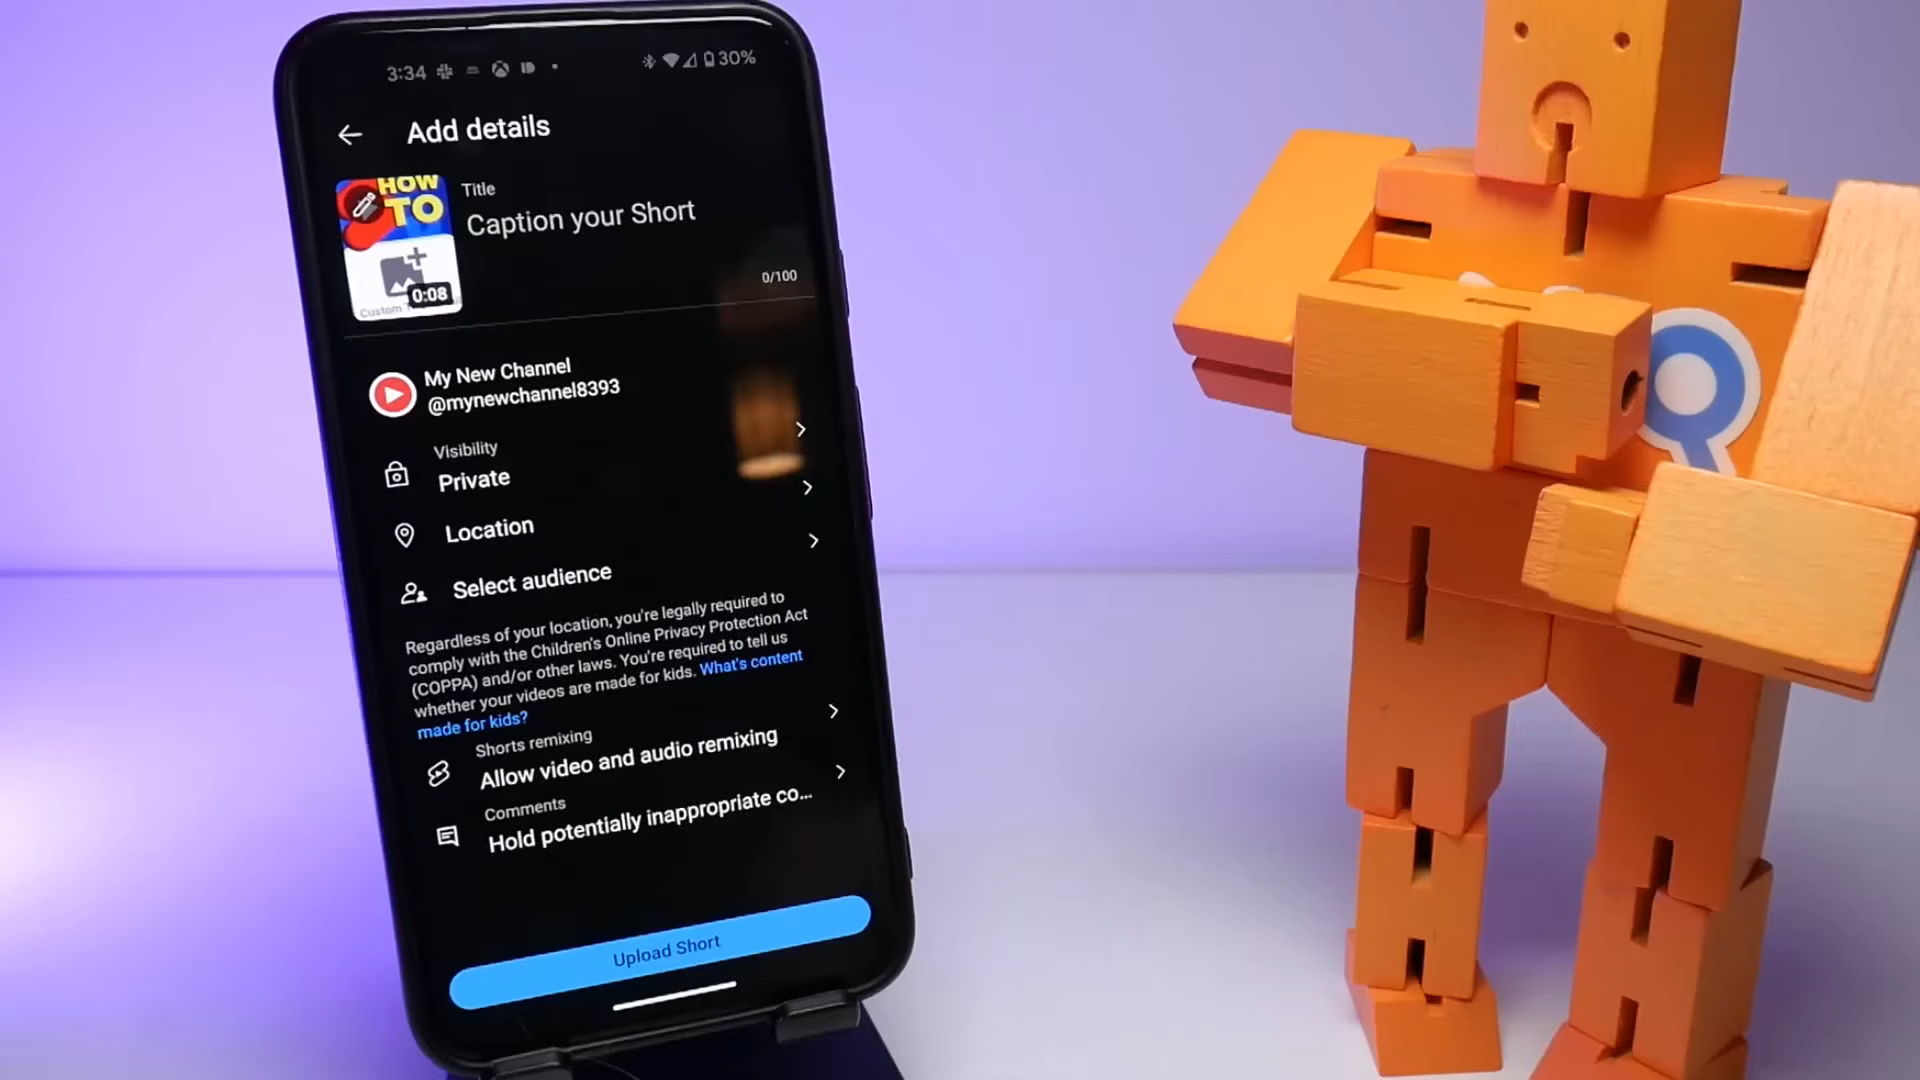 3:34
30%
Add details
HOW
TO
0:08
Custom
Title
Caption your Short
0/100
My New Channel
@mynewchannel8393
Visibility
Private
Location
Select audience
Regardless of your location, you're legally required to
comply with the Children's Online Privacy Protection Act
(COPPA) and/or other laws. You're required to tell us
whether your videos are made for kids. What's content
made for kids?
Shorts remixing
Allow video and audio remixing
Comments
Hold potentially inappropriate co...
Upload Short